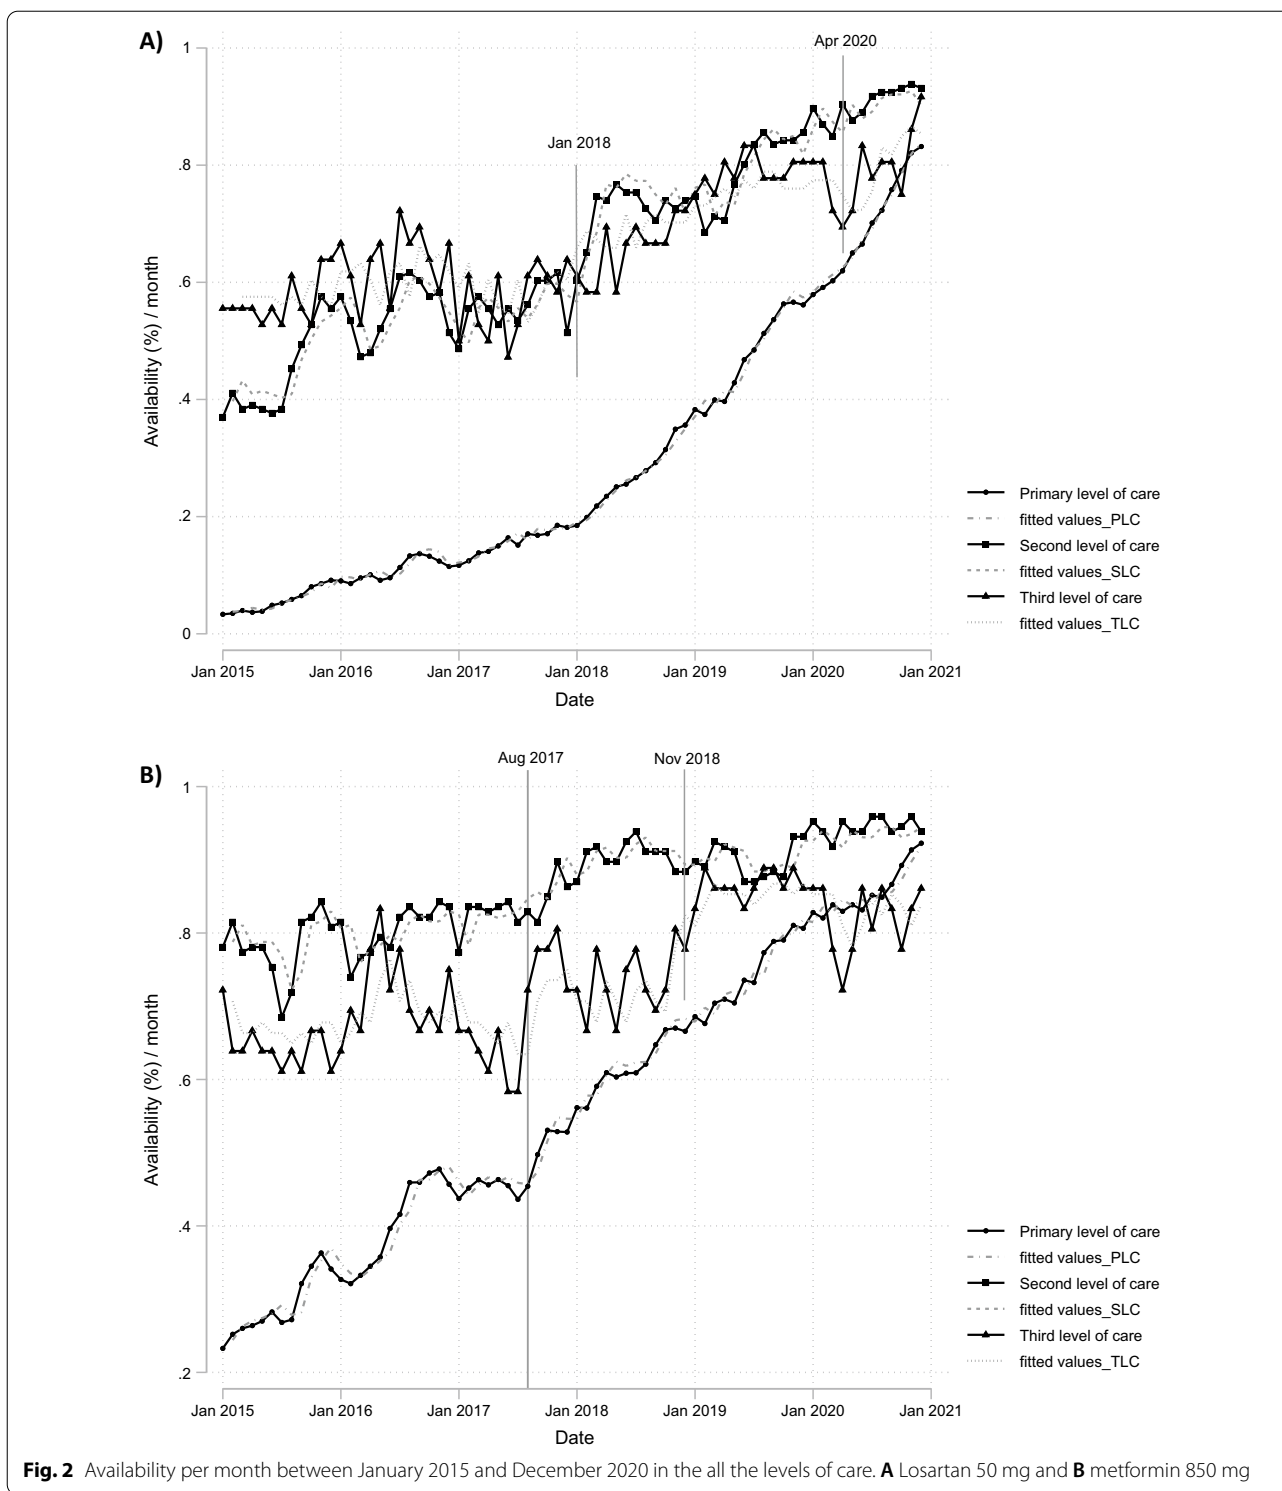 A)
Apr 2020
Jan 2018
1
.8
.6
.4
.2
0
Availability (%) / month
Jan 2015 Jan 2016 Jan 2017 Jan 2018 Jan 2019 Jan 2020 Jan 2021
Date
Primary level of care
fitted values_PLC
Second level of care
fitted values_SLC
Third level of care
fitted values_TLC
B)
Aug 2017 Nov 2018
1
.8
.6
.4
.2
Availability (%) / month
Jan 2015 Jan 2016 Jan 2017 Jan 2018 Jan 2019 Jan 2020 Jan 2021
Date
Primary level of care
fitted values_PLC
Second level of care
fitted values_SLC
Third level of care
fitted values_TLC
Fig. 2 Availability per month between January 2015 and December 2020 in the all the levels of care. A Losartan 50 mg and B metformin 850 mg